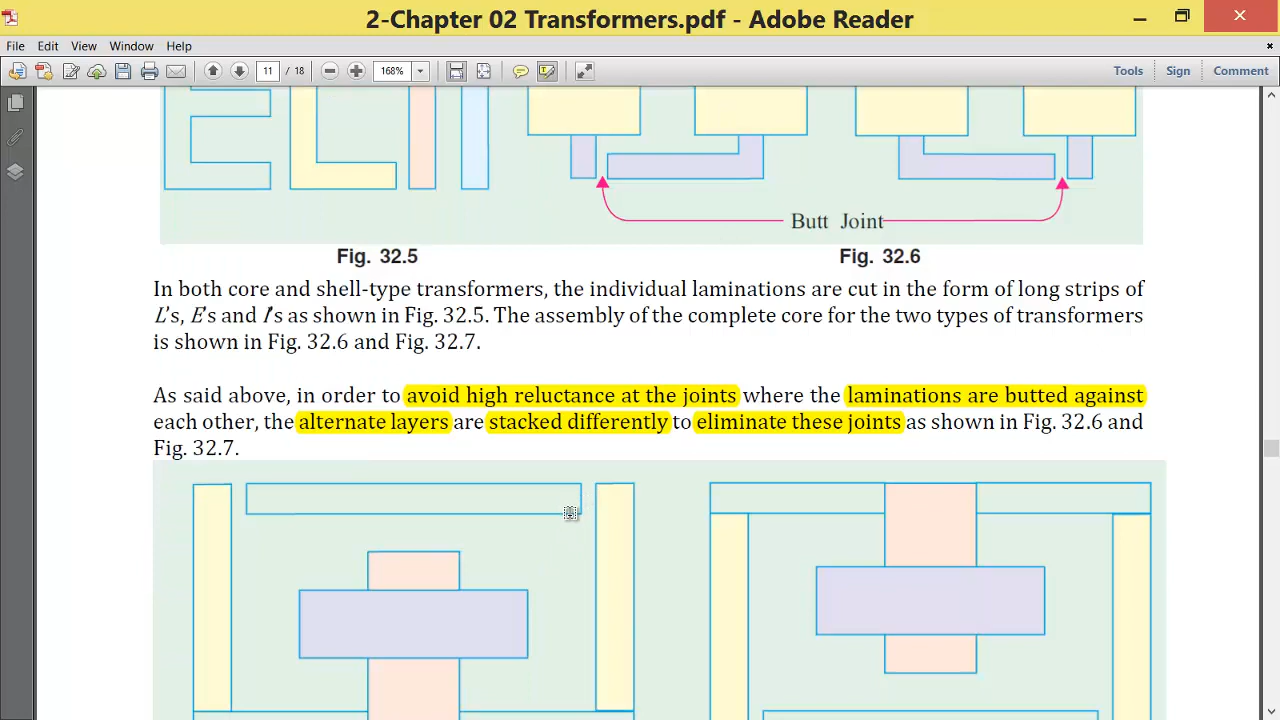 2-Chapter 02 Transformers.pdf - Adobe Reader
File Edit View Window Help
11 / 18 168% Tools Sign Comment
Butt Joint
Fig. 32.5 Fig. 32.6
In both core and shell-type transformers, the individual laminations are cut in the form of long strips of
L's, E's and I's as shown in Fig. 32.5. The assembly of the complete core for the two types of transformers
is shown in Fig. 32.6 and Fig. 32.7.
As said above, in order to avoid high reluctance at the joints where the laminations are butted against
each other, the alternate layers are stacked differently to eliminate these joints as shown in Fig. 32.6 and
Fig. 32.7.